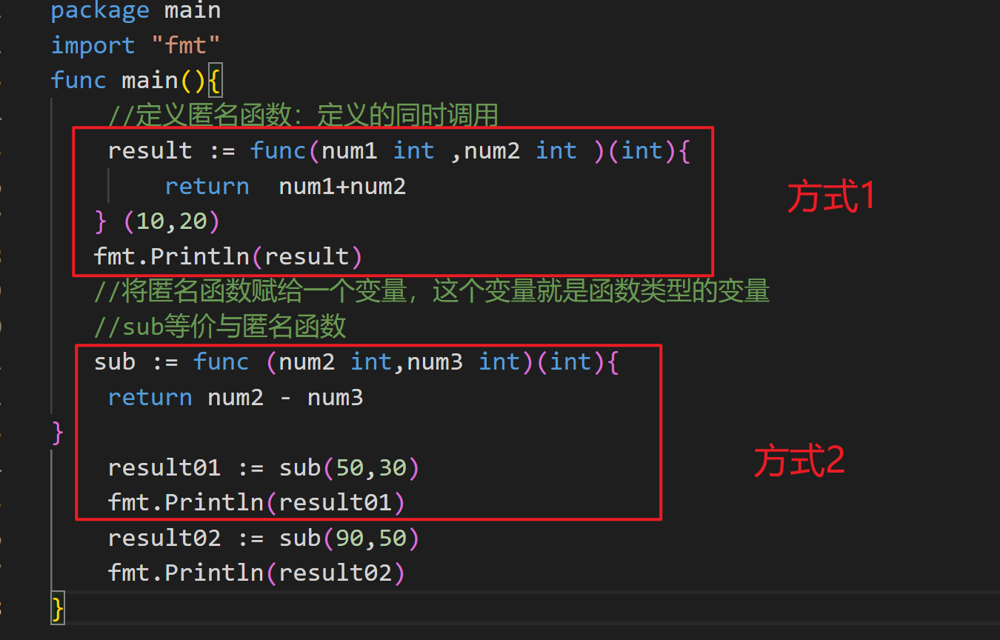 package main
import "fmt"
func main(){
//定义匿名函数：定义的同时调用
result := func(num1 int ,num2 int )(int){
return  num1+num2
} (10,20)
方式1
fmt.Println(result)
//将匿名函数赋给一个变量，这个变量就是函数类型的变量
//sub等价与匿名函数
sub := func (num2 int,num3 int)(int){
return num2 - num3
}
方式2
result01 := sub(50,30)
fmt.Println(result01)
result02 := sub(90,50)
fmt.Println(result02)
}